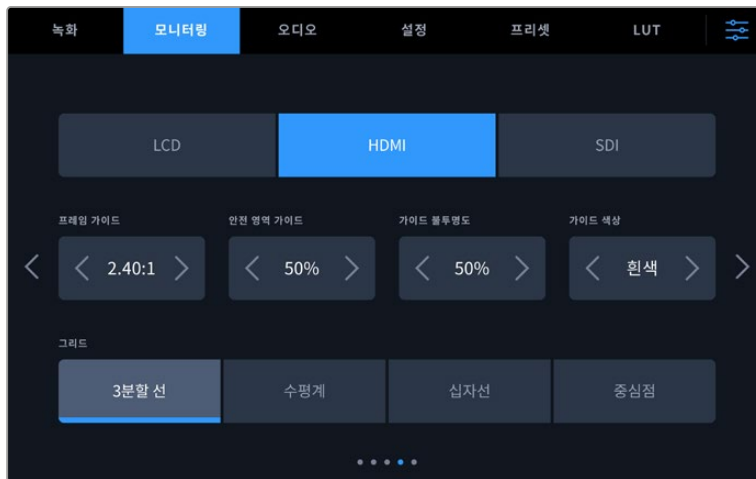 녹화 모니터링 오디오 설정 프리셋 LUT
LCD HDMI SDI
프레임 가이드 안전 영역 가이드 가이드 불투명도 가이드 색상
2.40:1 50% 50% 흰색
그리드
3분할 선 수평계 십자선 중심점